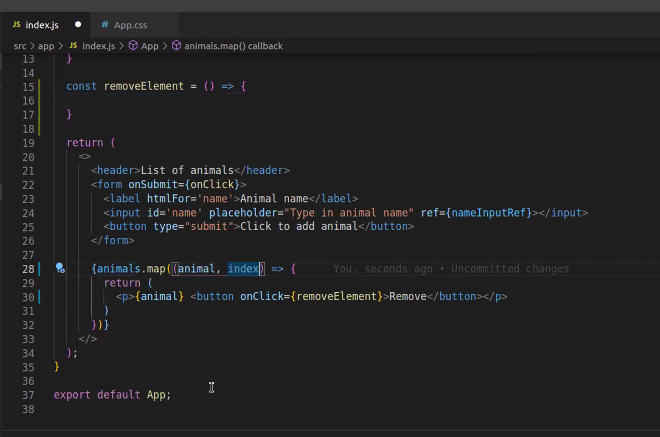 JS index.js ● # App.css
src > app > JS index.js > App > animals.map() callback
13 }
14
15 const removeElement = () => {
16
17 }
18
19 return (
20 <>
21 <header>List of animals</header>
22 <form onSubmit={onClick}>
23 <label htmlFor='name'>Animal name</label>
24 <input id='name' placeholder="Type in animal name" ref={nameInputRef}></input>
25 <button type="submit">Click to add animal</button>
26 </form>
27
28 {animals.map((animal, index) => { You, seconds ago • Uncommitted changes
29 return (
30 <p>{animal} <button onClick={removeElement}>Remove</button></p>
31 )
32 })}
33 </>
34 );
35 }
36
37 export default App;
38